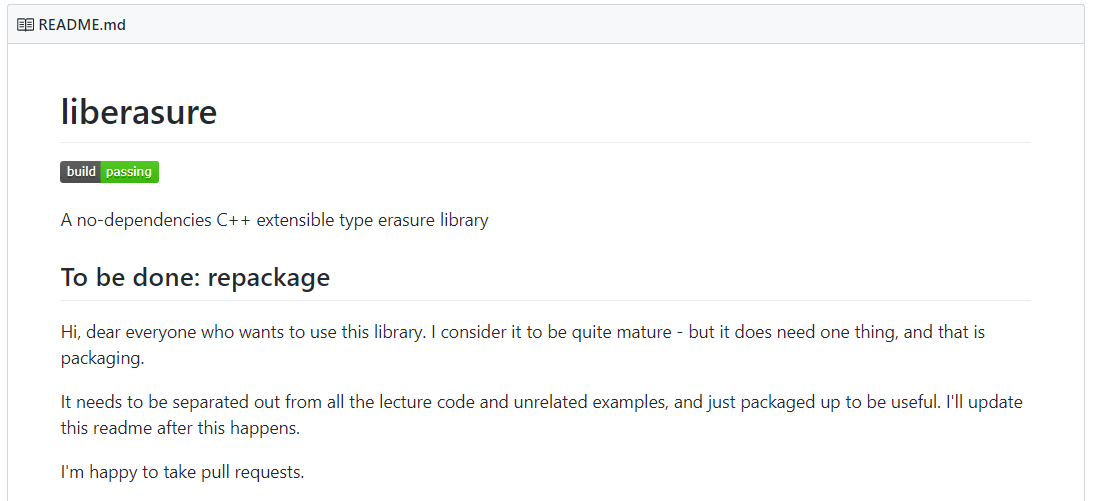 README.md
liberasure
build passing
A no-dependencies C++ extensible type erasure library
To be done: repackage
Hi, dear everyone who wants to use this library. I consider it to be quite mature - but it does need one thing, and that is
packaging.
It needs to be separated out from all the lecture code and unrelated examples, and just packaged up to be useful. I'll update
this readme after this happens.
I'm happy to take pull requests.